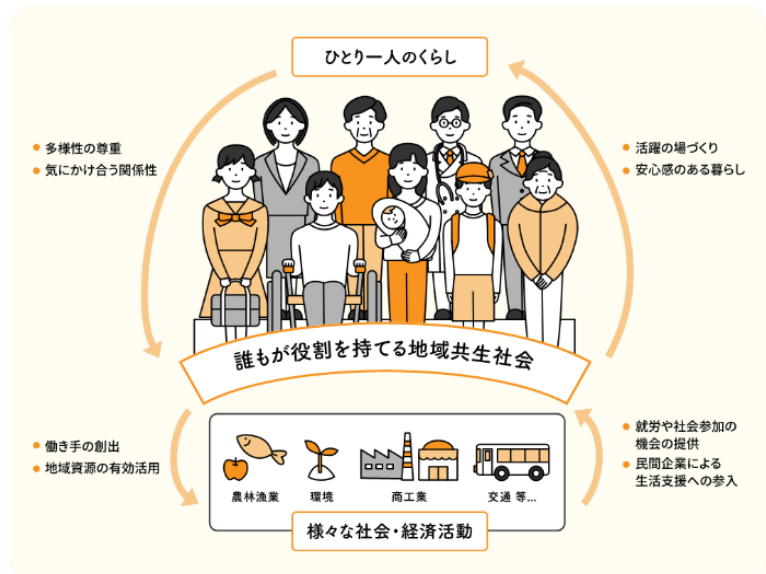 ひとり一人のくらし
多様性の尊重
気にかけ合う関係性
活躍の場づくり
安心感のある暮らし
誰もが役割を持てる地域共生社会
働き手の創出
地域資源の有効活用
就労や社会参加の
機会の提供
民間企業による
生活支援への参入
農林漁業 環境 商工業 交通 等...
様々な社会・経済活動